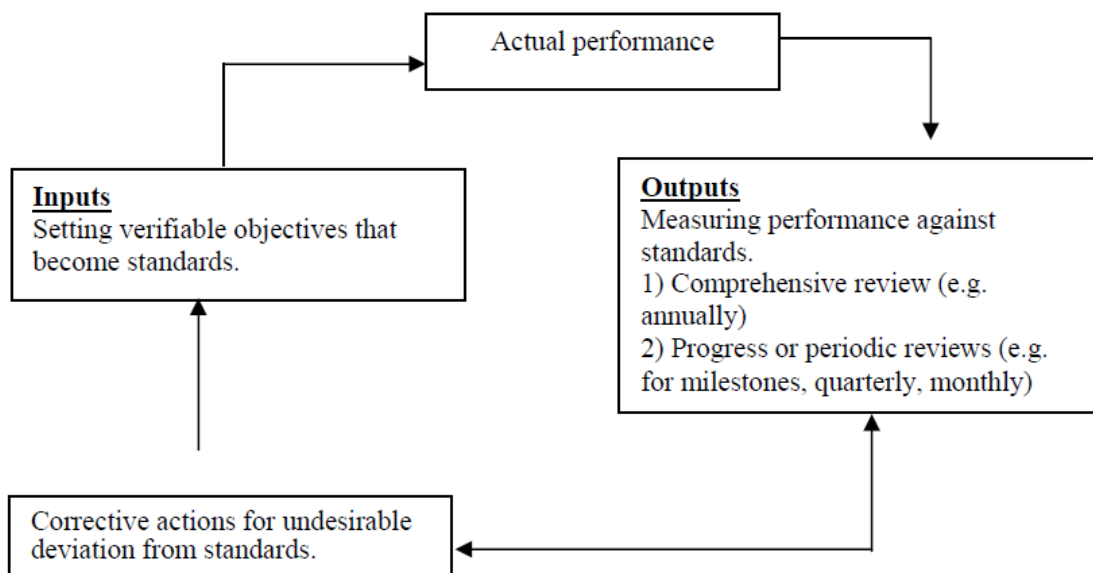 Actual performance
Inputs
Setting verifiable objectives that
become standards.
Outputs
Measuring performance against
standards.
1) Comprehensive review (e.g.
annually)
2) Progress or periodic reviews (e.g.
for milestones, quarterly, monthly)
Corrective actions for undesirable
deviation from standards.